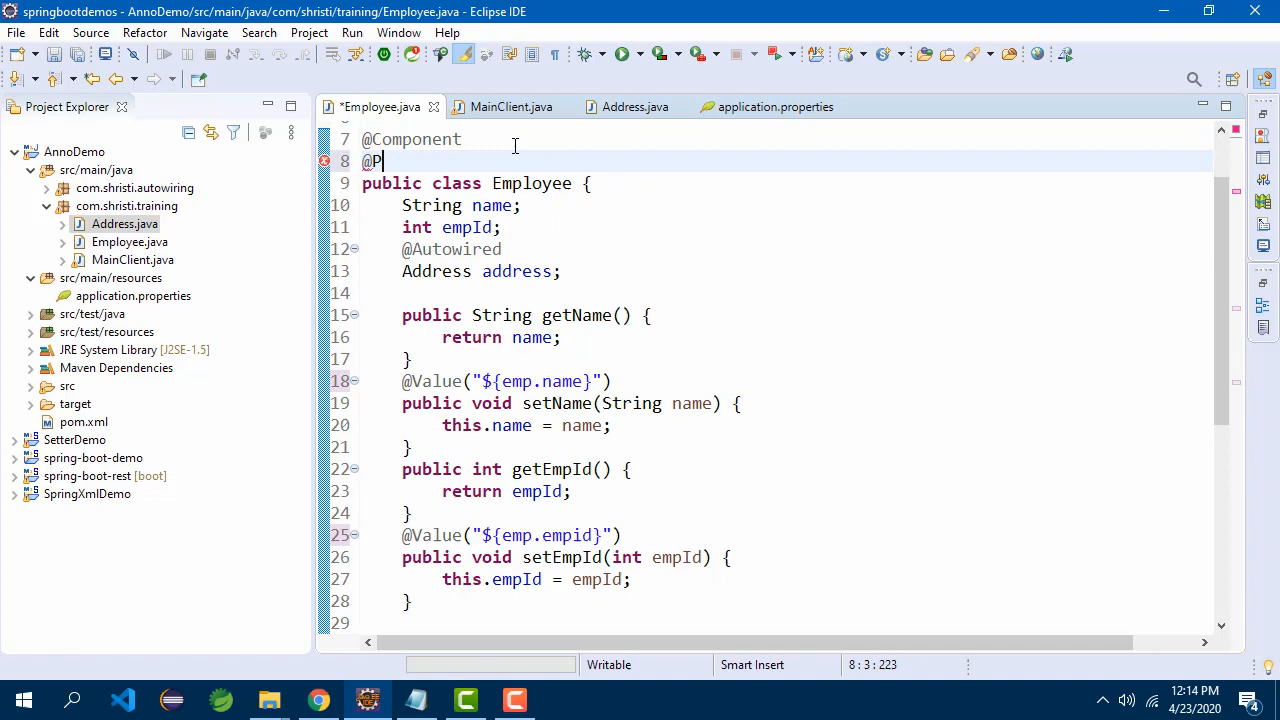 springbootdemos - AnnoDemo/src/main/java/com/shristi/training/Employee.java - Eclipse IDE
File Edit Source Refactor Navigate Search Project Run Window Help
Project Explorer
*Employee.java MainClient.java Address.java application.properties
AnnoDemo
src/main/java
com.shristi.autowiring
com.shristi.training
Address.java
Employee.java
MainClient.java
src/main/resources
application.properties
src/test/java
src/test/resources
JRE System Library [J2SE-1.5]
Maven Dependencies
src
target
pom.xml
SetterDemo
spring-boot-demo
spring-boot-rest [boot]
SpringXmlDemo
7 @Component
8 @P
9 public class Employee {
10 String name;
11 int empId;
12 @Autowired
13 Address address;
14
15 public String getName() {
16 return name;
17 }
18 @Value("${emp.name}")
19 public void setName(String name) {
20 this.name = name;
21 }
22 public int getEmpId() {
23 return empId;
24 }
25 @Value("${emp.empid}")
26 public void setEmpId(int empId) {
27 this.empId = empId;
28 }
29
Writable Smart Insert 8 : 3 : 223
12:14 PM
4/23/2020
4